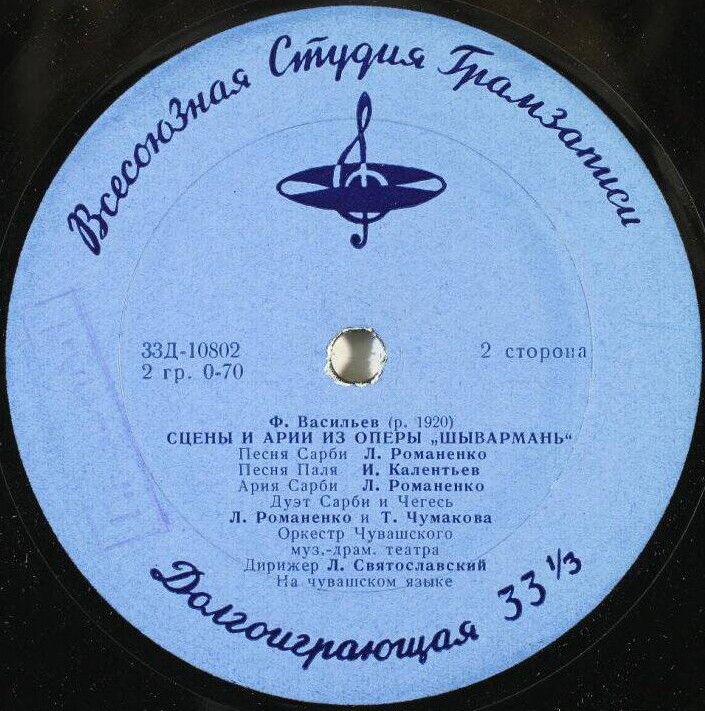 Всесоюзная Студия Грамзаписи
33Д-10802
2 гр. 0-70
2 сторона
Ф. Васильев (р. 1920)
СЦЕНЫ И АРИИ ИЗ ОПЕРЫ „ШЫВАРМАНЬ“
Песня Сарби Л. Романенко
Песня Паля И. Калентьев
Ария Сарби Л. Романенко
Дуэт Сарби и Чегесь
Л. Романенко и Т. Чумакова
Оркестр Чувашского
муз,-драм. театра
Дирижер Л. Святославский
На чувашском языке
Долгоиграющая 33 1/3